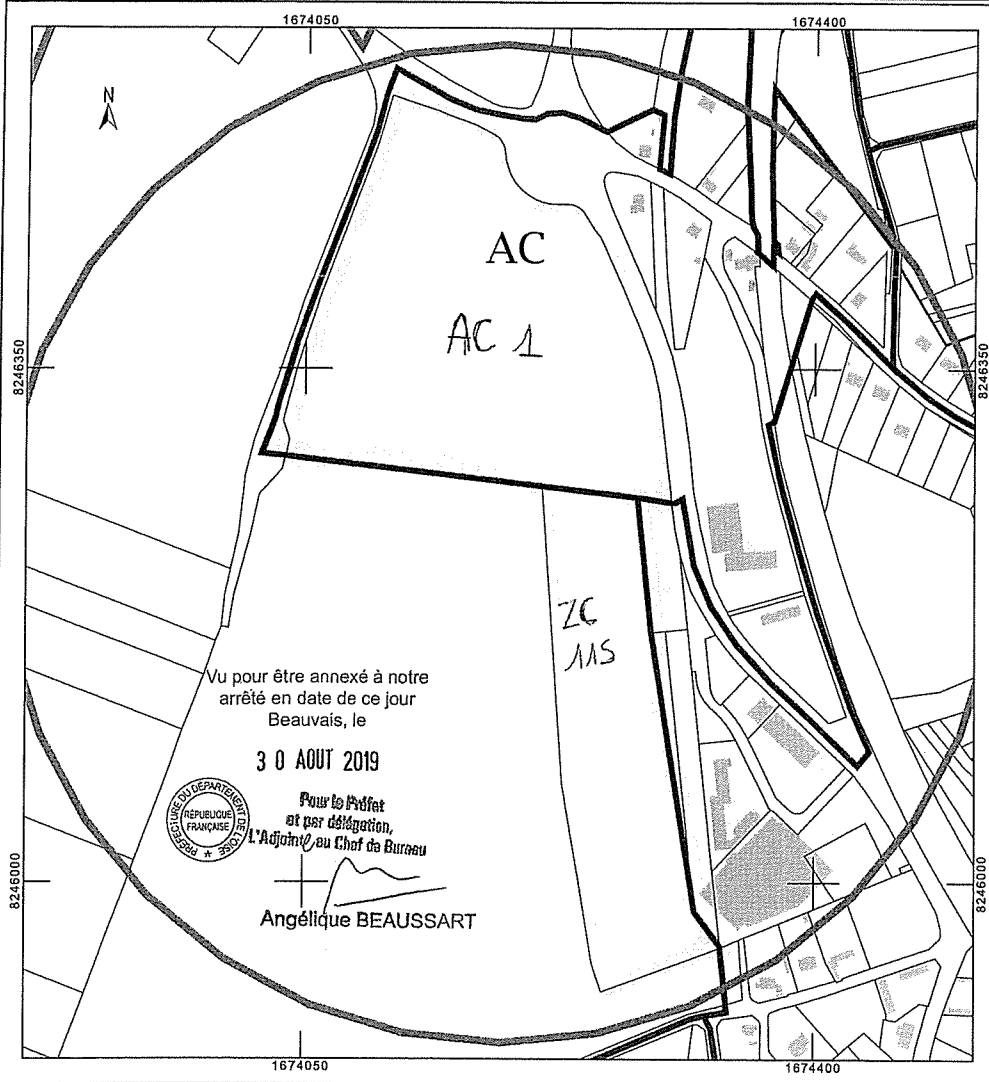 1674050
1674400
N
AC
AC 1
8246350
8246350
ZC
115
Vu pour être annexé à notre
arrêté en date de ce jour
Beauvais, le
3 0 AOUT 2019
PRÉFECTURE DU DÉPARTEMENT DE L'OISE
RÉPUBLIQUE
FRANÇAISE
Pour le Préfet
et par délégation,
L'Adjointe au Chef de Bureau
8246000
8246000
Angélique BEAUSSART
1674050
1674400